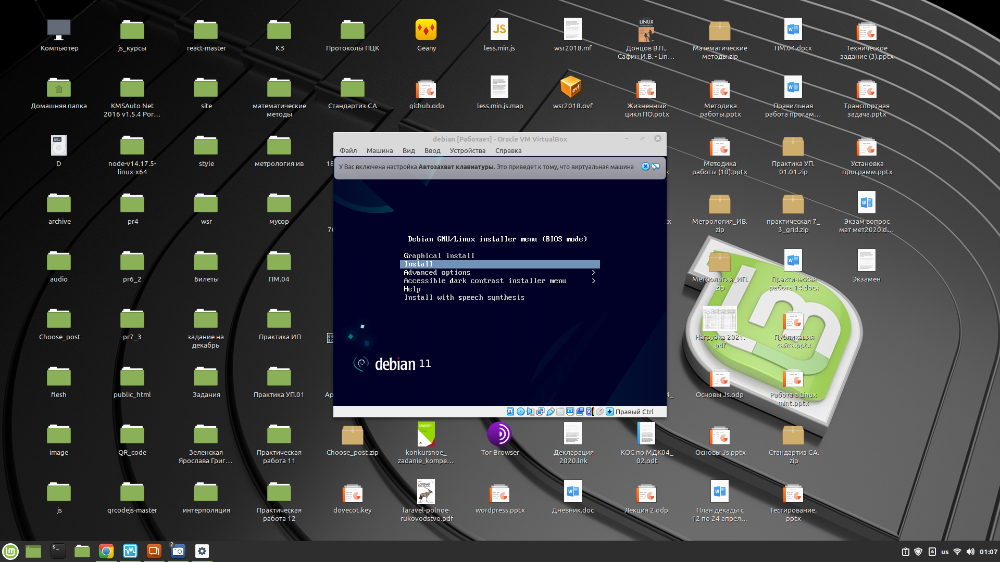 Компьютер
js_курсы
react-master
КЗ
Протоколы ПЦК
Geany
JS
less.min.js
wsr2018.mf
LINUX
Донцов В.П.,
Сафин И.В. - Lin...
Математические
методы.zip
ПМ.04.docx
Техническое
задание (3).pptx
Домашняя папка
KMSAuto Net
2016 v1.5.4 Por...
site
математические
методы
Стандартиз СА
github.odp
less.min.js.map
ovf
wsr2018.ovf
Жизненный
цикл ПО.potx
Методика
работы.pptx
Правильная
работа прогам...
Транспортная
задача.pptx
D
node-v14.17.5-
linux-x64
style
метрология ив
18
Методика
работы (10).pptx
Практика УП.
01.01.zip
Установка
программ.pptx
debian [Работает] - Oracle VM VirtualBox
Файл Машина Вид Ввод Устройства Справка
У Вас включена настройка Автозахват клавиатуры. Это приведет к тому, что виртуальная машина
Debian GNU/Linux installer menu (BIOS mode)
Graphical install
Install
Advanced options >
Accessible dark contrast installer menu >
Help
Install with speech synthesis
debian 11
Правый Ctrl
archive
pr4
wsr
мусор
70
Метрология_ИВ.
zip
практическая 7_
3_grid.zip
Экзам вопрос
мат мет2020.d...
audio
pr6_2
Билеты
ПМ.04
Метрология_ИП.
zip
Практическая
работа 14.docx
Экзамен
Choose_post
pr7_3
задание на
декабрь
Практика ИП
Нагрузка 2021.
pdf
Публикация
сайта.pptx
flesh
public_html
Задания
Практика УП.01
Ар
4_
Основы Js.odp
Работа в Linux
mint.pptx
image
QR_code
Зеленская
Ярослава Григ...
Практическая
работа 11
Choose_post.zip
konkursnoe_
zadanie_kompe...
Tor Browser
Декларация
2020.lnk
КОС по МДК04_
02.odt
Основы Js.pptx
Стандартиз СА.
zip
js
qrcodejs-master
интерполяция
Практическая
работа 12
dovecot.key
Laravel
laravel-polnoe-
rukovodstvo.pdf
wordpress.pptx
Дневник.doc
Лекция 2.odp
План декады с
12 по 24 апрел...
Тестирование.
pptx
2
us
01:07